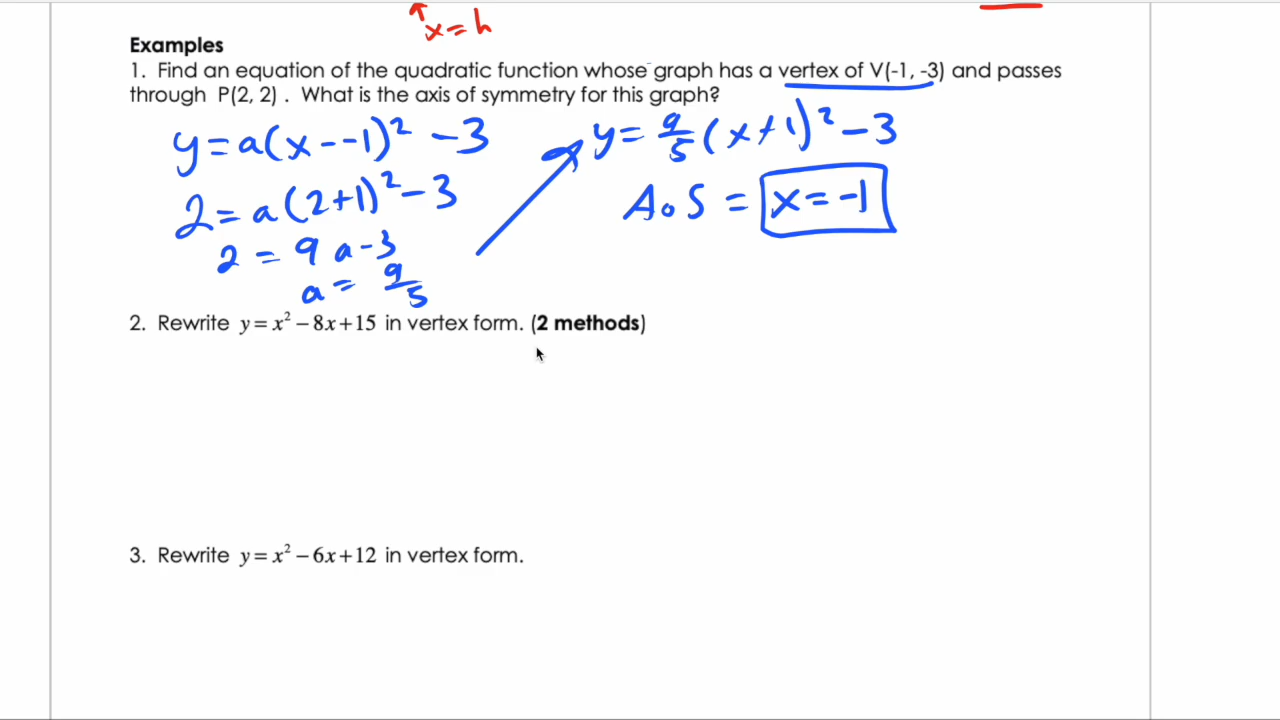 x = h
Examples
1. Find an equation of the quadratic function whose graph has a vertex of V(-1, -3) and passes
through P(2, 2) . What is the axis of symmetry for this graph?
y = a(x - -1)² - 3
2 = a(2+1)² - 3
2 = 9a - 3
a = 9/5
y = 9/5 (x+1)² - 3
AoS = x = -1
2. Rewrite y = x² − 8x + 15 in vertex form. (2 methods)
3. Rewrite y = x² − 6x + 12 in vertex form.